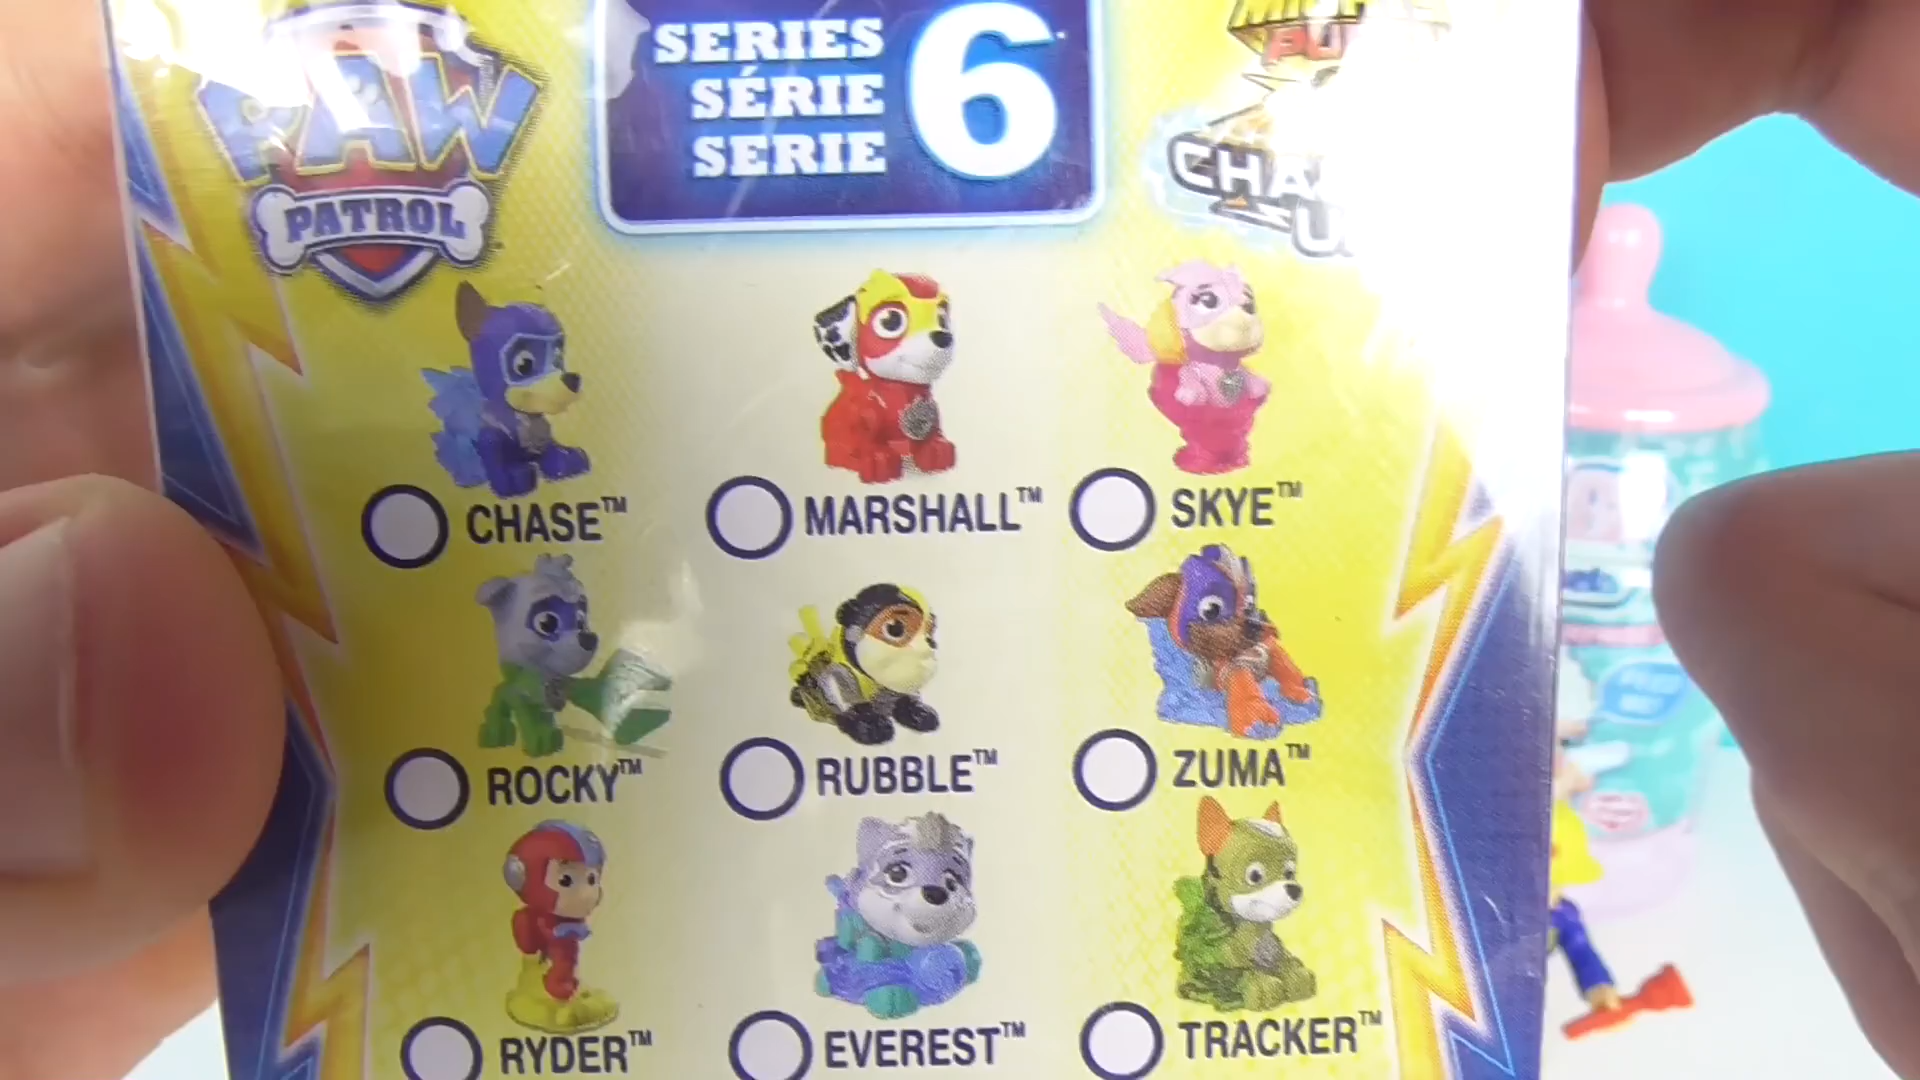 PAW
PATROL
SERIES
SÉRIE
SERIE
6
CHASE™
MARSHALL™
SKYE™
ROCKY™
RUBBLE™
ZUMA™
RYDER™
EVEREST™
TRACKER™